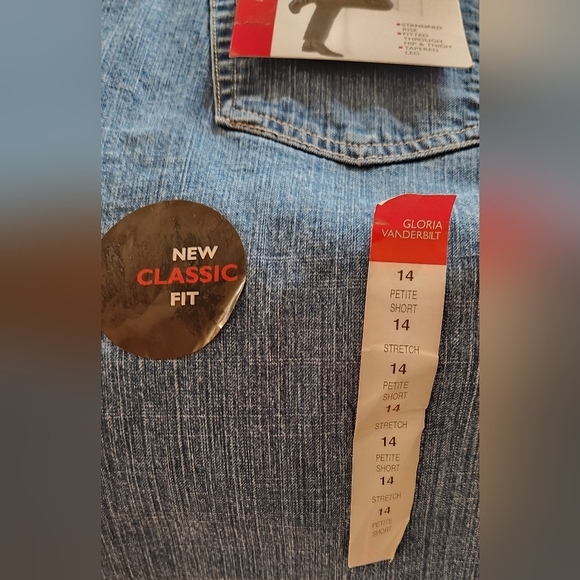 STANDARD
RISE
FITTED
THROUGH
HIP & THIGH
TAPERED
LEG
NEW
CLASSIC
FIT
GLORIA
VANDERBILT
14
PETITE
SHORT
14
STRETCH
14
PETITE
SHORT
14
STRETCH
14
PETITE
SHORT
14
STRETCH
14
PETITE
SHORT